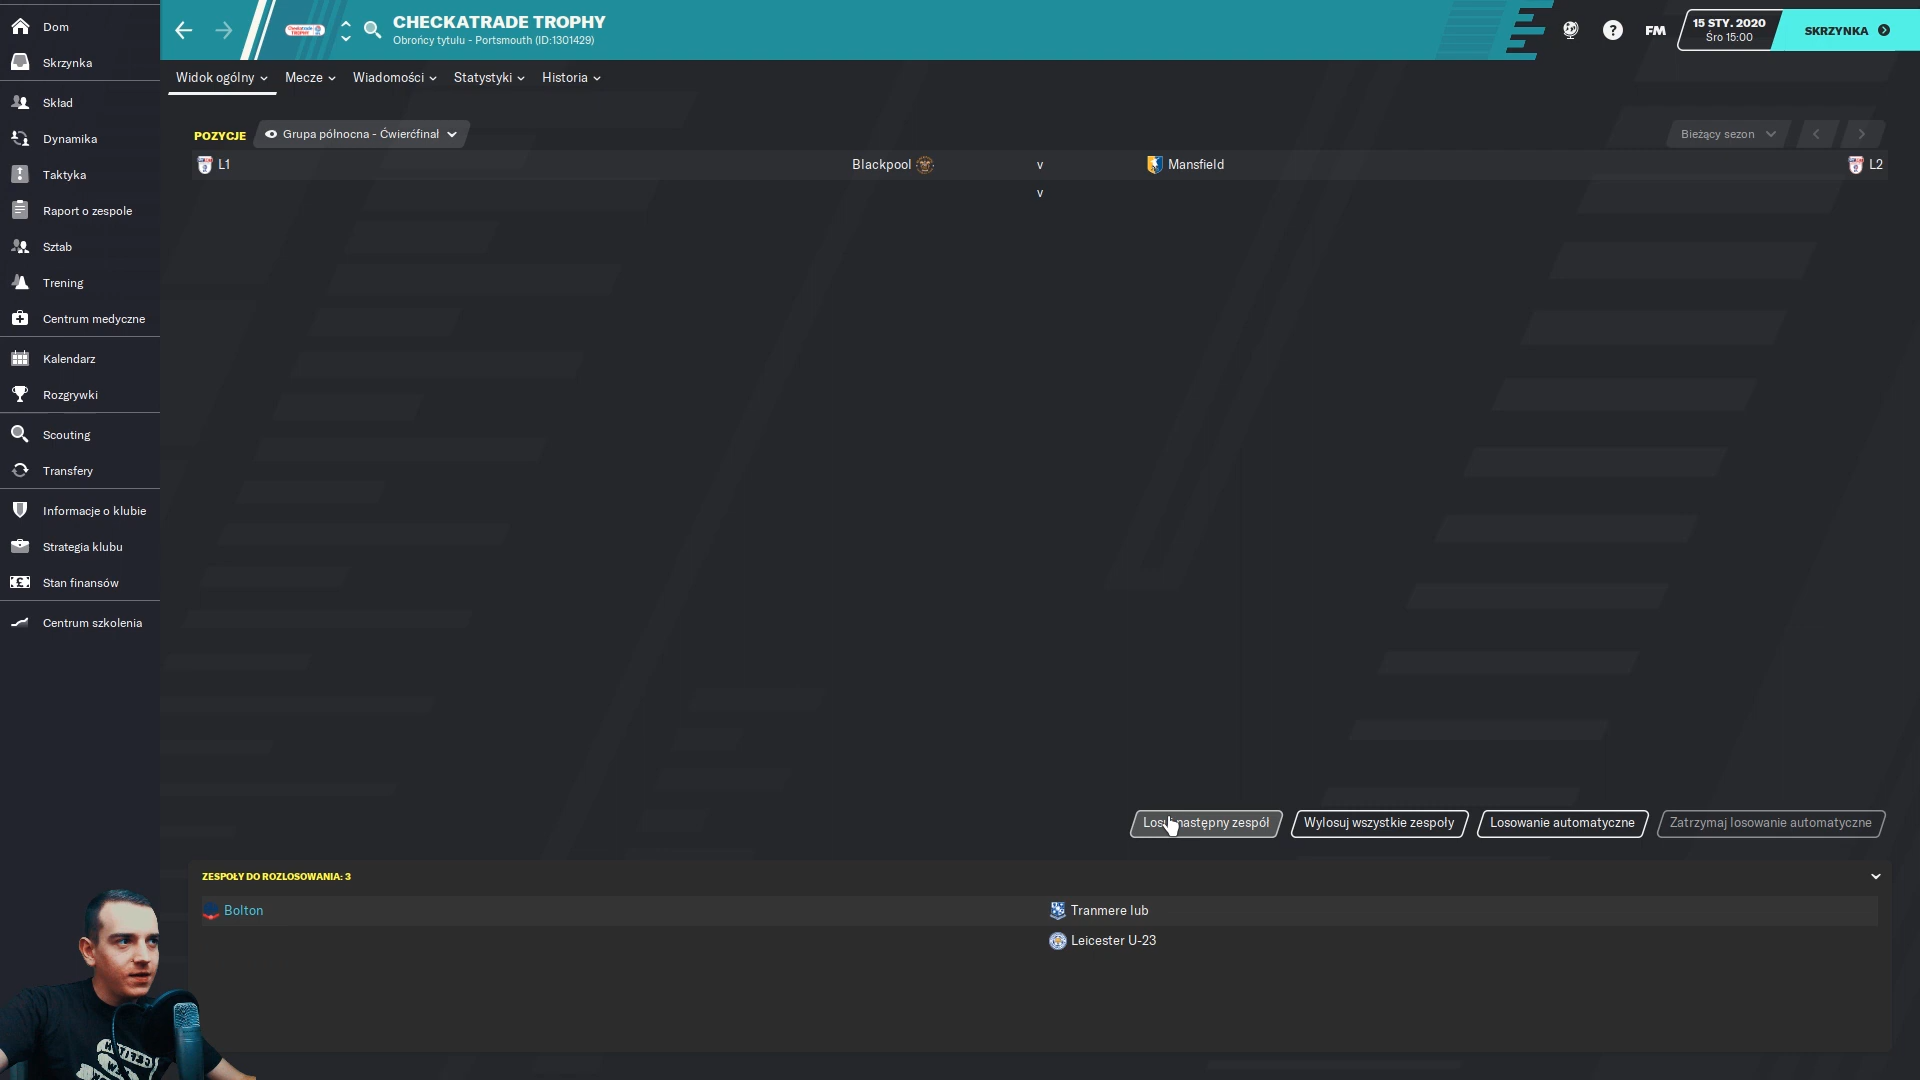 Dom
Skrzynka
Skład
Dynamika
Taktyka
Raport o zespole
Sztab
Trening
Centrum medyczne
Kalendarz
Rozgrywki
Scouting
Transfery
Informacje o klubie
Strategia klubu
Stan finansów
Centrum szkolenia
CHECKATRADE TROPHY
Obrońcy tytułu - Portsmouth (ID:1301429)
FM
15 STY. 2020
Śro 15:00
SKRZYNKA
Widok ogólny Mecze Wiadomości Statystyki Historia
POZYCJE Grupa północna - Ćwierćfinał Bieżący sezon
L1 Blackpool v Mansfield L2
v
Losuj następny zespół Wylosuj wszystkie zespoły Losowanie automatyczne Zatrzymaj losowanie automatyczne
ZESPOŁY DO ROZLOSOWANIA: 3
Bolton Tranmere lub
Leicester U-23